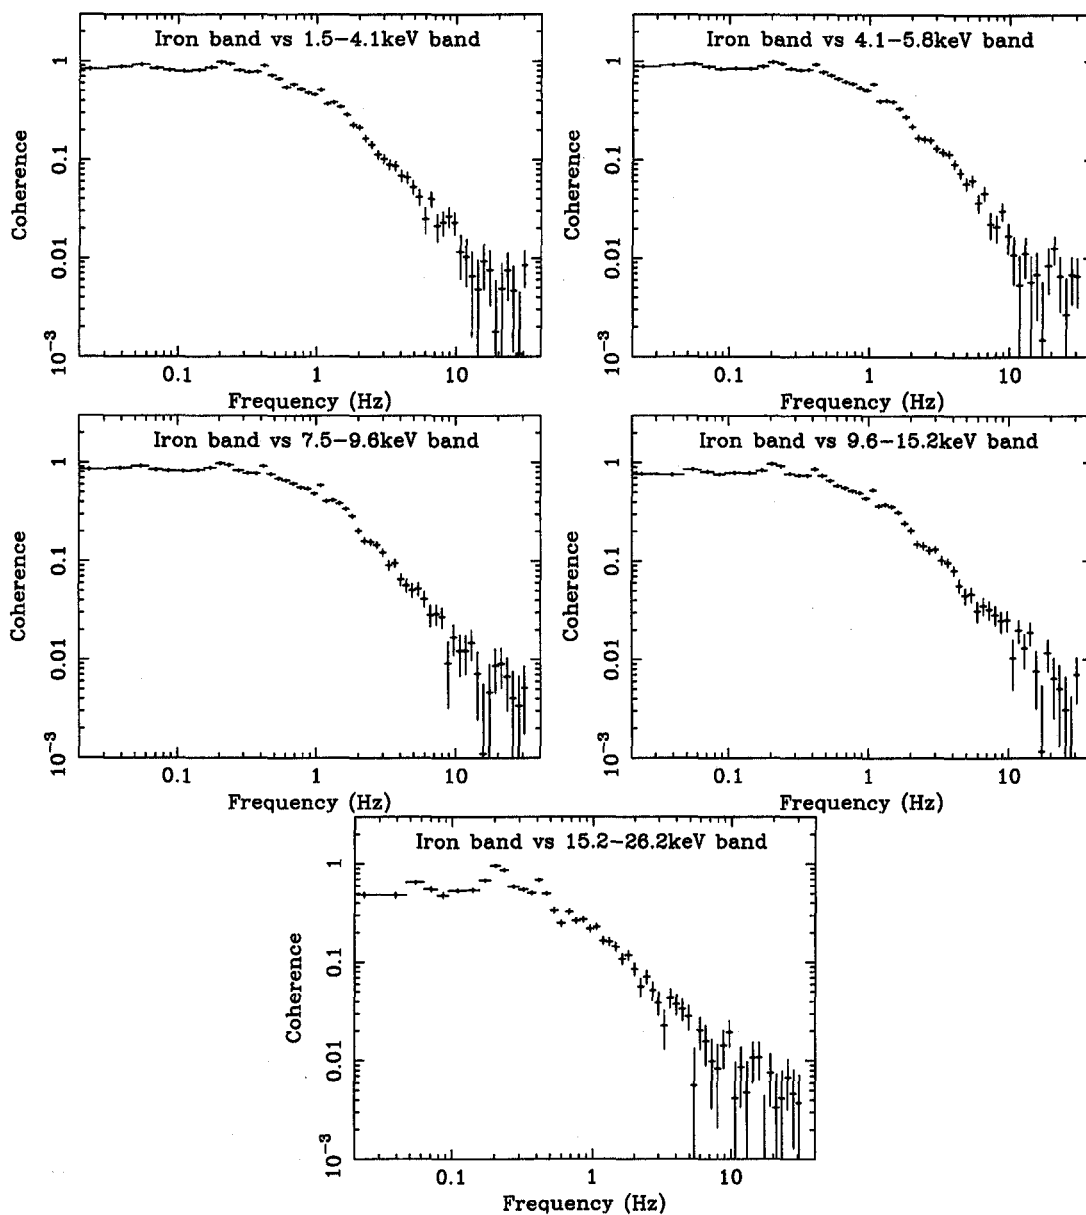 Iron band vs 1.5−4.1keV band
Coherence
1
0.1
0.01
10⁻³
0.1 1 10
Frequency (Hz)
Iron band vs 4.1−5.8keV band
Coherence
1
0.1
0.01
10⁻³
0.1 1 10
Frequency (Hz)
Iron band vs 7.5−9.6keV band
Coherence
1
0.1
0.01
10⁻³
0.1 1 10
Frequency (Hz)
Iron band vs 9.6−15.2keV band
Coherence
1
0.1
0.01
10⁻³
0.1 1 10
Frequency (Hz)
Iron band vs 15.2−26.2keV band
Coherence
1
0.1
0.01
10⁻³
0.1 1 10
Frequency (Hz)